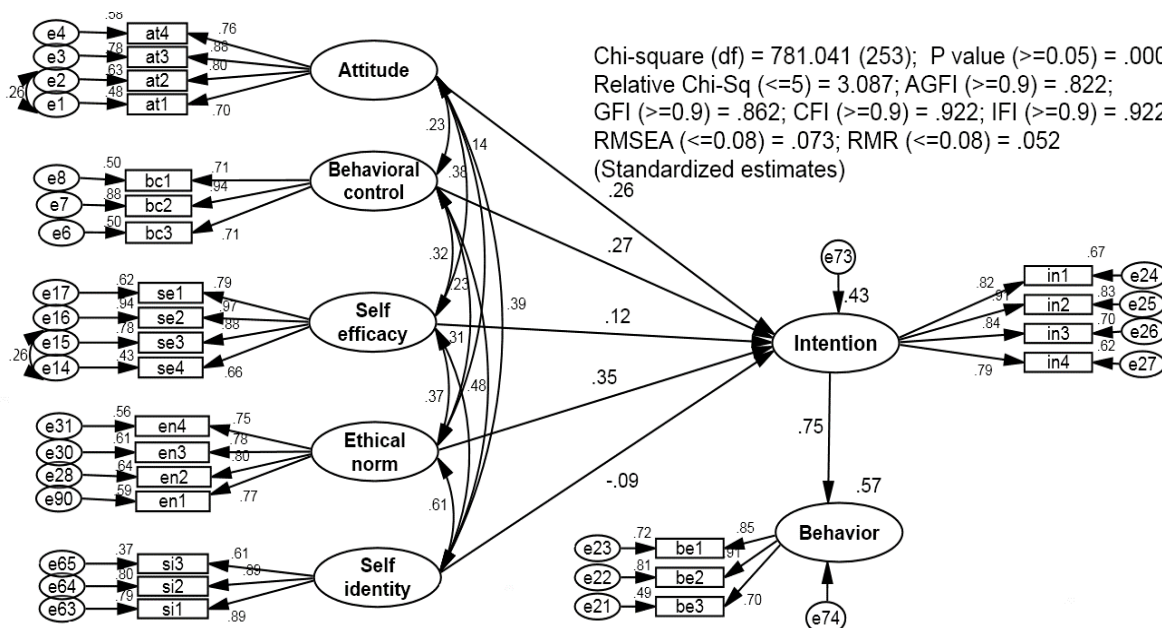 Chi-square (df) = 781.041 (253); P value (>=0.05) = .000
Relative Chi-Sq (<=5) = 3.087; AGFI (>=0.9) = .822;
GFI (>=0.9) = .862; CFI (>=0.9) = .922; IFI (>=0.9) = .922
RMSEA (<=0.08) = .073; RMR (<=0.08) = .052
(Standardized estimates)
e4 .58 at4 .76
e3 .78 at3 .88
e2 .63 at2 .80
e1 .48 at1 .70
.26
Attitude
.23
.14
.38
.26
e8 .50 bc1 .71
e7 .88 bc2 .94
e6 .50 bc3 .71
Behavioral
control
.27
.32
.23
.39
.31
e17 .62 se1 .79
e16 .94 se2 .97
e15 .78 se3 .88
e14 .43 se4 .66
.26
Self
efficacy
.12
.37
.48
.35
e31 .56 en4 .75
e30 .61 en3 .78
e28 .64 en2 .80
e90 .59 en1 .77
Ethical
norm
.61
-.09
e65 .37 si3 .61
e64 .80 si2 .89
e63 .79 si1 .89
Self
identity
e73
.43
Intention
.82 in1 .67 e24
.91 in2 .83 e25
.84 in3 .70 e26
.79 in4 .62 e27
.75
.57
Behavior
e23 .72 be1 .85
e22 .81 be2 .91
e21 .49 be3 .70
e74